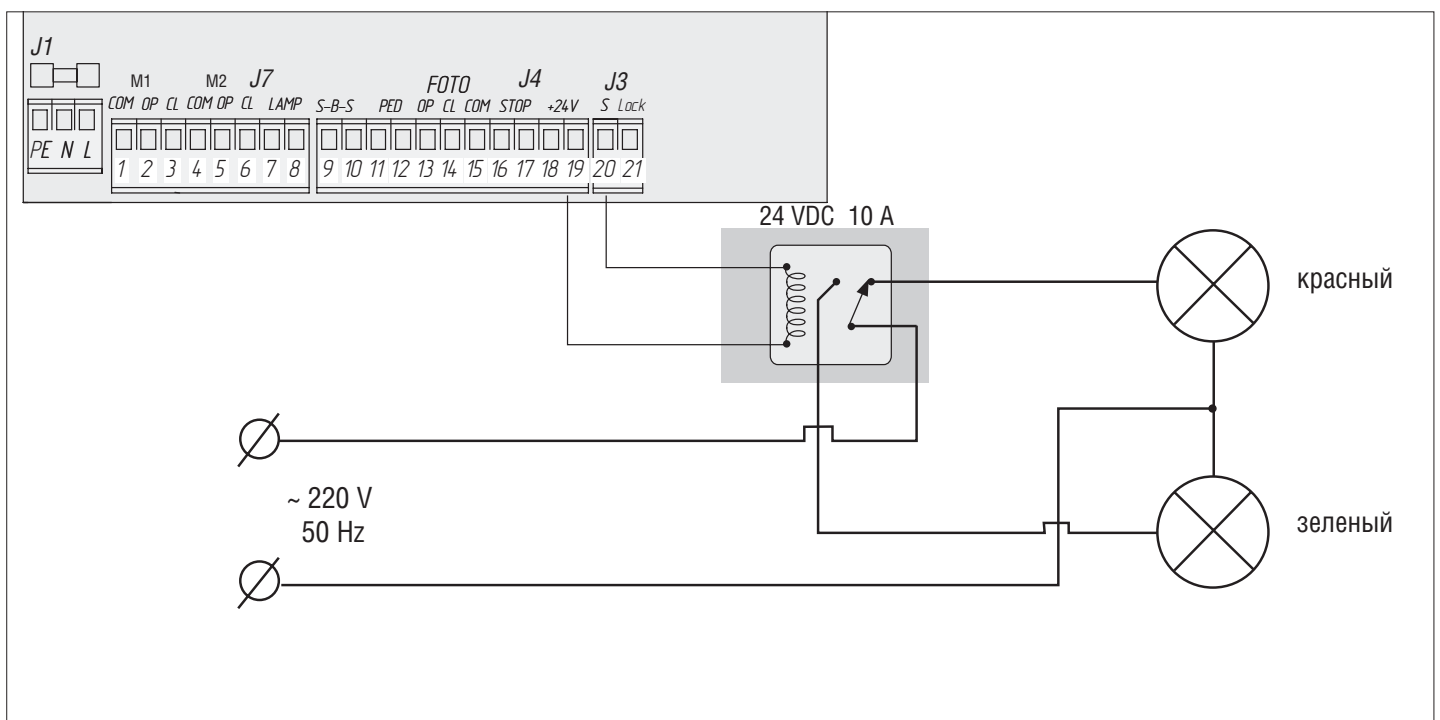 J1
M1 M2 J7 FOTO J4 J3
COM OP CL COM OP CL LAMP S–B–S PED OP CL COM STOP +24V S Lock
PE N L
1 2 3 4 5 6 7 8 9 10 11 12 13 14 15 16 17 18 19 20 21
24 VDC 10 A
красный
~ 220 V
50 Hz
зеленый